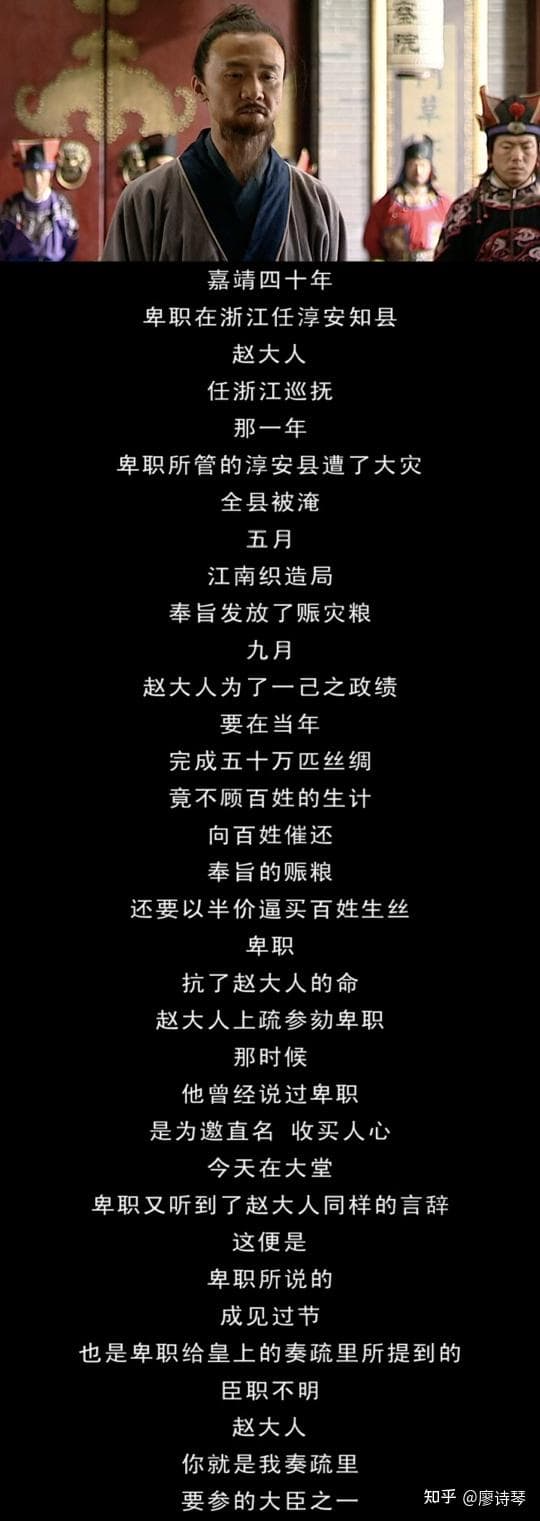 院
嘉靖四十年
卑职在浙江任淳安知县
赵大人
任浙江巡抚
那一年
卑职所管的淳安县遭了大灾
全县被淹
五月
江南织造局
奉旨发放了赈灾粮
九月
赵大人为了一己之政绩
要在当年
完成五十万匹丝绸
竟不顾百姓的生计
向百姓催还
奉旨的赈粮
还要以半价逼买百姓生丝
卑职
抗了赵大人的命
赵大人上疏参劾卑职
那时候
他曾经说过卑职
是为邀直名 收买人心
今天在大堂
卑职又听到了赵大人同样的言辞
这便是
卑职所说的
成见过节
也是卑职给皇上的奏疏里所提到的
臣职不明
赵大人
你就是我奏疏里
要参的大臣之一
知乎 @廖诗琴